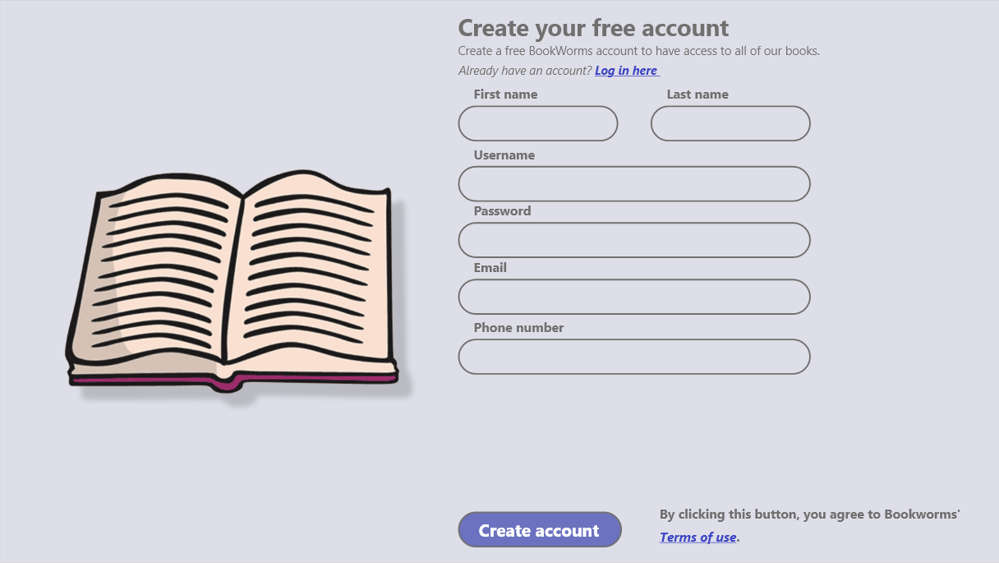 Create your free account
Create a free BookWorms account to have access to all of our books.
Already have an account? Log in here
First name Last name
Username
Password
Email
Phone number
Create account
By clicking this button, you agree to Bookworms'
Terms of use.